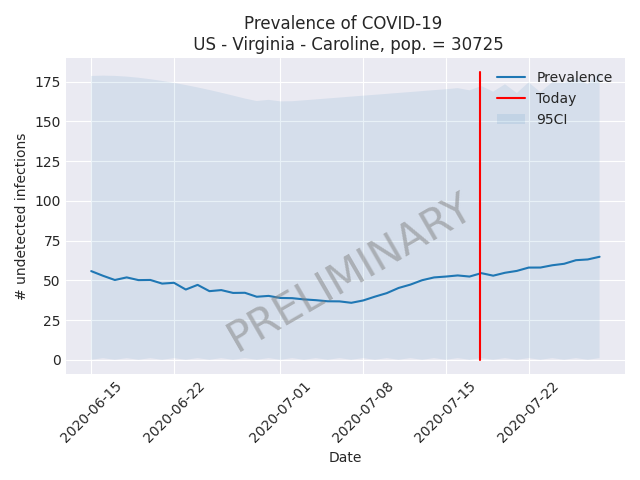 Prevalence of COVID-19
US - Virginia - Caroline, pop. = 30725
# undetected infections
175
150
125
100
75
50
25
0
Prevalence
Today
95CI
PRELIMINARY
2020-06-15
2020-06-22
2020-07-01
2020-07-08
2020-07-15
2020-07-22
Date